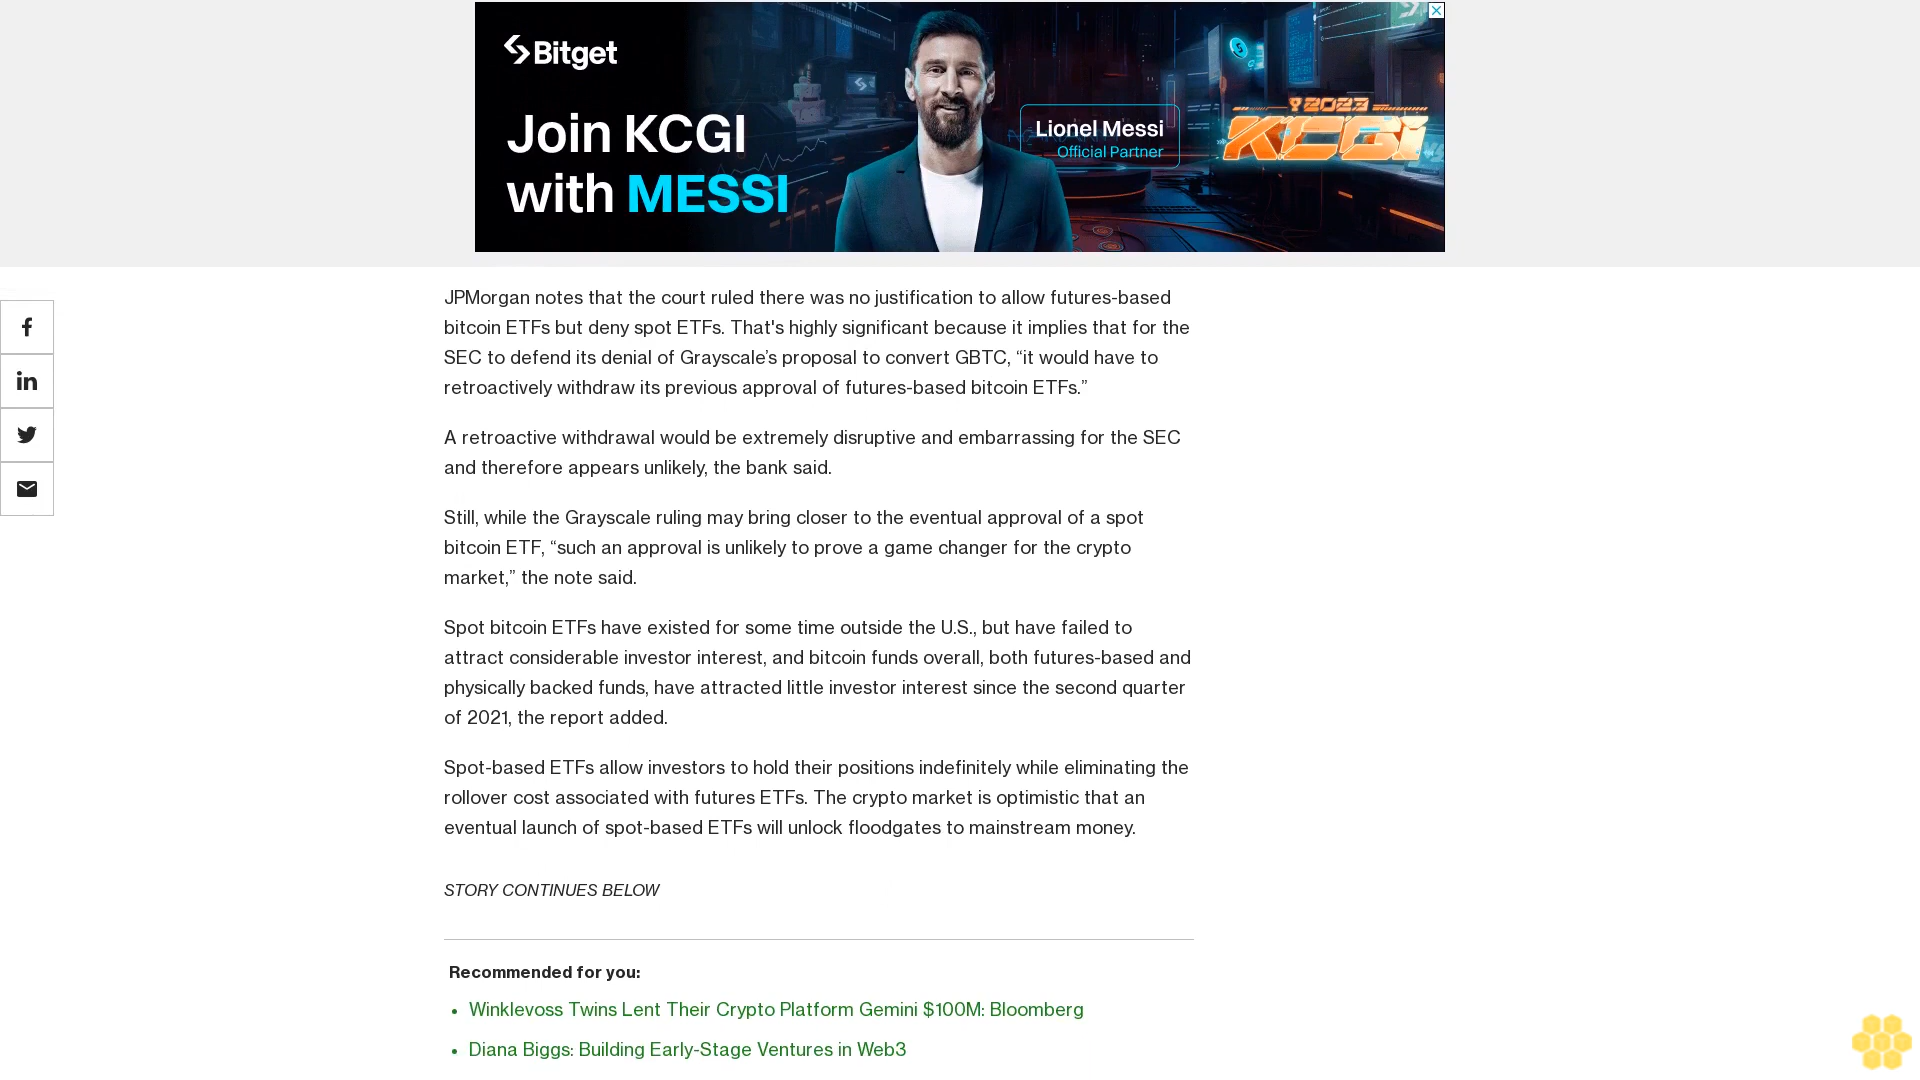 Bitget
Join KCGI
with MESSI
Lionel Messi
Official Partner
2023
KCGI
JPMorgan notes that the court ruled there was no justification to allow futures-based
bitcoin ETFs but deny spot ETFs. That's highly significant because it implies that for the
SEC to defend its denial of Grayscale’s proposal to convert GBTC, “it would have to
retroactively withdraw its previous approval of futures-based bitcoin ETFs.”
A retroactive withdrawal would be extremely disruptive and embarrassing for the SEC
and therefore appears unlikely, the bank said.
Still, while the Grayscale ruling may bring closer to the eventual approval of a spot
bitcoin ETF, “such an approval is unlikely to prove a game changer for the crypto
market,” the note said.
Spot bitcoin ETFs have existed for some time outside the U.S., but have failed to
attract considerable investor interest, and bitcoin funds overall, both futures-based and
physically backed funds, have attracted little investor interest since the second quarter
of 2021, the report added.
Spot-based ETFs allow investors to hold their positions indefinitely while eliminating the
rollover cost associated with futures ETFs. The crypto market is optimistic that an
eventual launch of spot-based ETFs will unlock floodgates to mainstream money.
STORY CONTINUES BELOW
Recommended for you:
• Winklevoss Twins Lent Their Crypto Platform Gemini $100M: Bloomberg
• Diana Biggs: Building Early-Stage Ventures in Web3